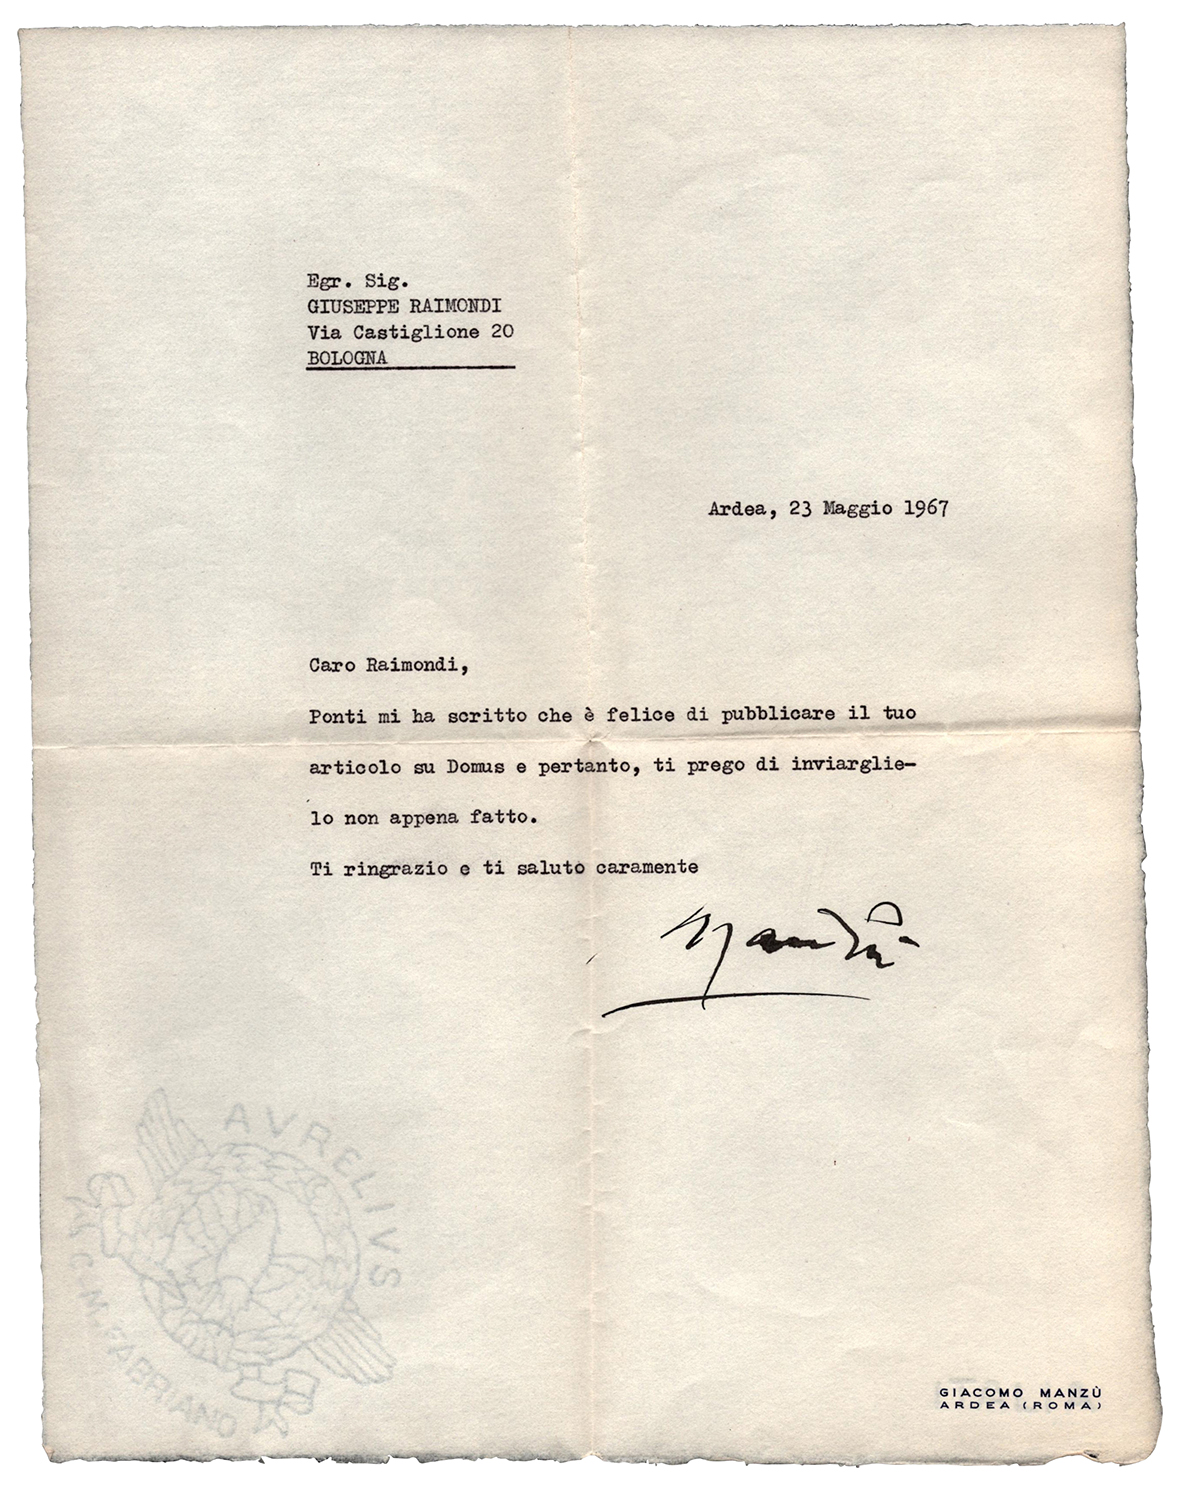 Egr. Sig.
GIUSEPPE RAIMONDI
Via Castiglione 20
BOLOGNA
Ardea, 23 Maggio 1967
Caro Raimondi,
Ponti mi ha scritto che è felice di pubblicare il tuo
articolo su Domus e pertanto, ti prego di inviarglie-
lo non appena fatto.
Ti ringrazio e ti saluto caramente
Manzù
AVRELIVS
C.M. FABRIANO
GIACOMO MANZÙ
ARDEA (ROMA)